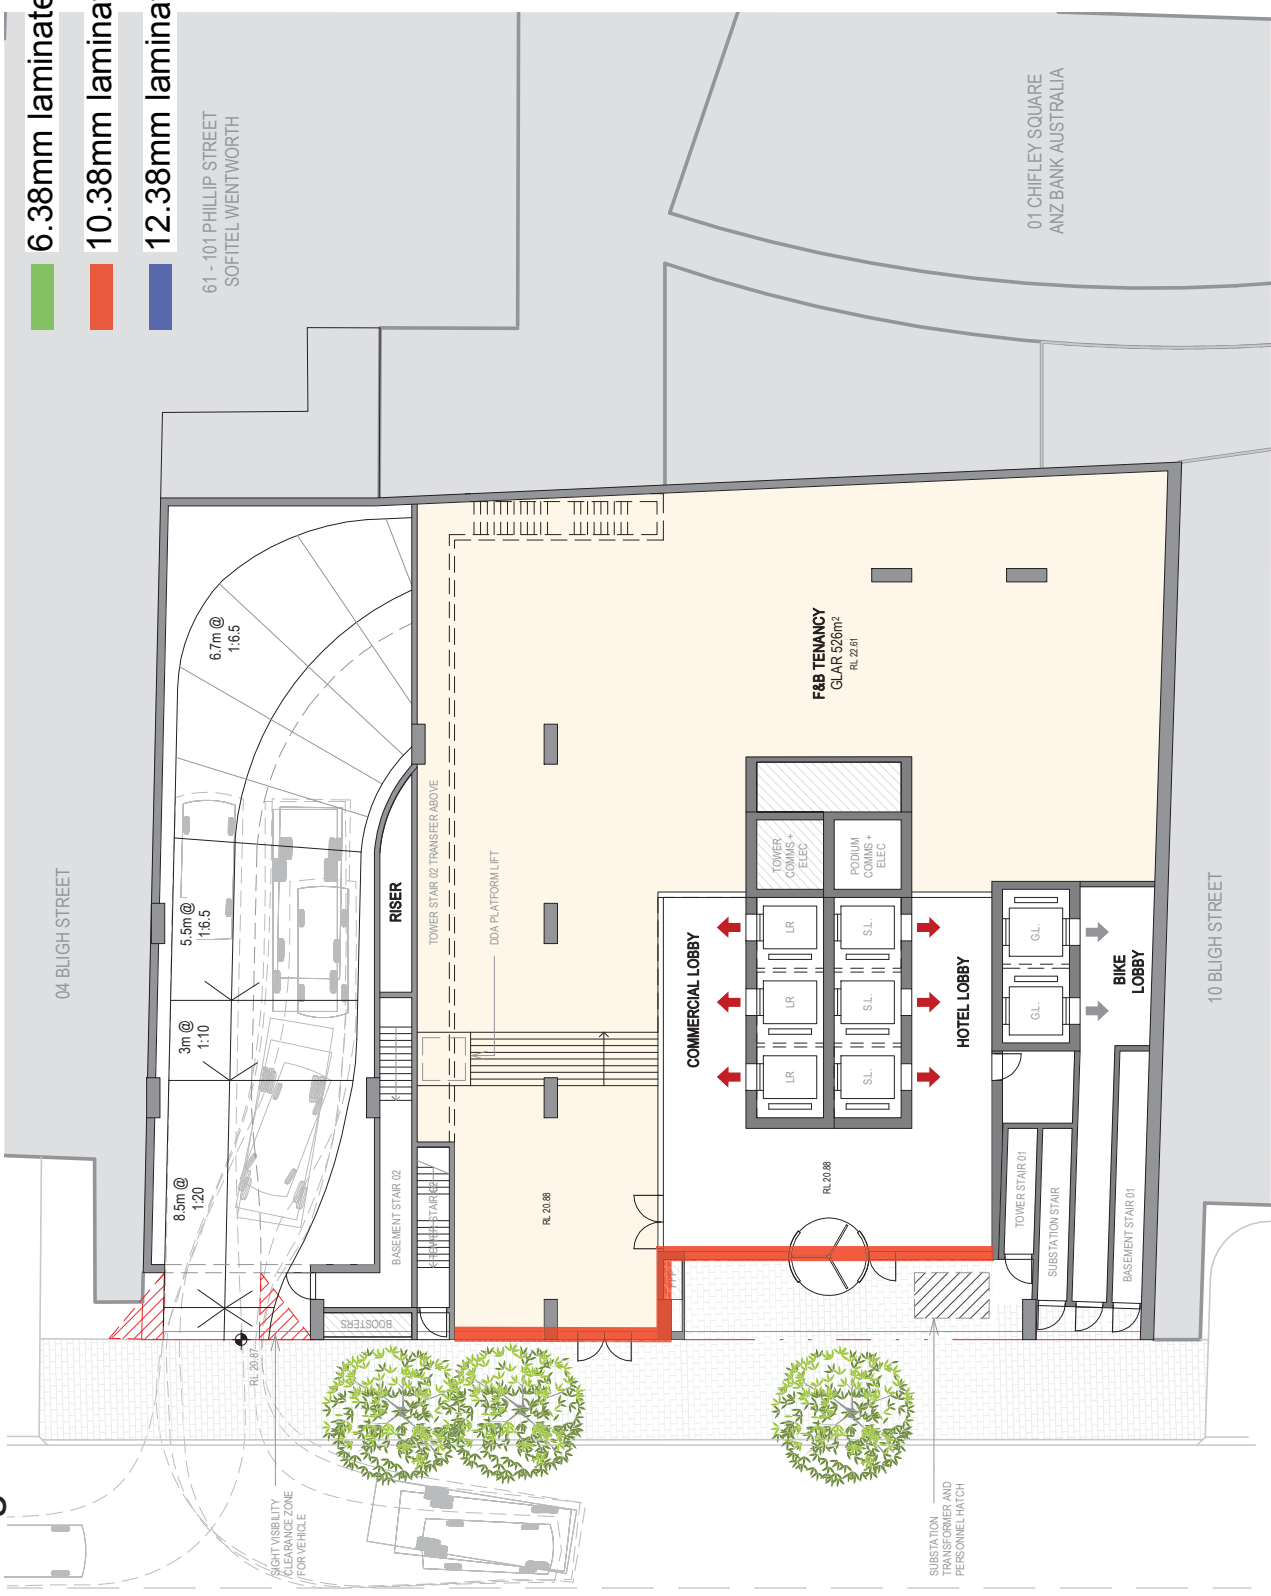 6.38mm laminate
10.38mm lamina
12.38mm lamina
61 - 101 PHILLIP STREET
SOFITEL WENTWORTH
01 CHIFLEY SQUARE
ANZ BANK AUSTRALIA
04 BLIGH STREET
10 BLIGH STREET
6.7m @
1:6.5
5.5m @
1:6.5
3m @
1:10
8.5m @
1:20
RISER
TOWER STAIR 02 TRANSFER ABOVE
DDA PLATFORM LIFT
F&B TENANCY
GLAR 526m²
RL 22.61
TOWER
COMMS +
ELEC
PODIUM
COMMS +
ELEC
COMMERCIAL LOBBY
LR
LR
LR
S.L.
S.L.
S.L.
HOTEL LOBBY
G.L.
G.L.
BIKE
LOBBY
BASEMENT STAIR 02
TOWER STAIR 02
RL 20.88
RL 20.88
TOWER STAIR 01
SUBSTATION STAIR
BASEMENT STAIR 01
BOOSTERS
RL 20.87
SIGHT VISIBILITY
CLEARANCE ZONE
FOR VEHICLE
SUBSTATION
TRANSFORMER AND
PERSONNEL HATCH